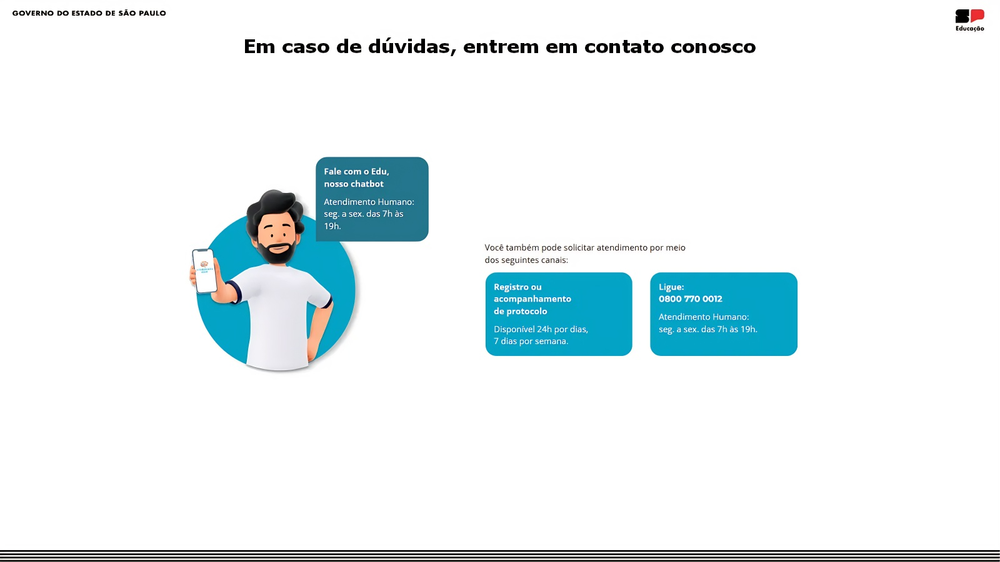 GOVERNO DO ESTADO DE SÃO PAULO
SP
Educação
Em caso de dúvidas, entrem em contato conosco
Fale com o Edu,
nosso chatbot
Atendimento Humano:
seg. a sex. das 7h às
19h.
Você também pode solicitar atendimento por meio
dos seguintes canais:
Registro ou
acompanhamento
de protocolo
Disponível 24h por dias,
7 dias por semana.
Ligue:
0800 770 0012
Atendimento Humano:
seg. a sex. das 7h às 19h.